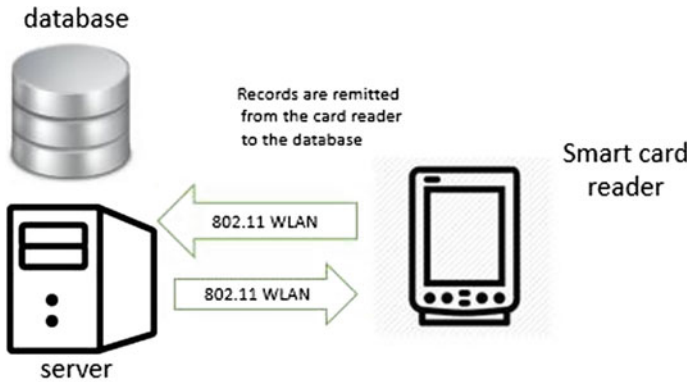 database
Records are remitted
from the card reader
to the database
Smart card
reader
802.11 WLAN
802.11 WLAN
server